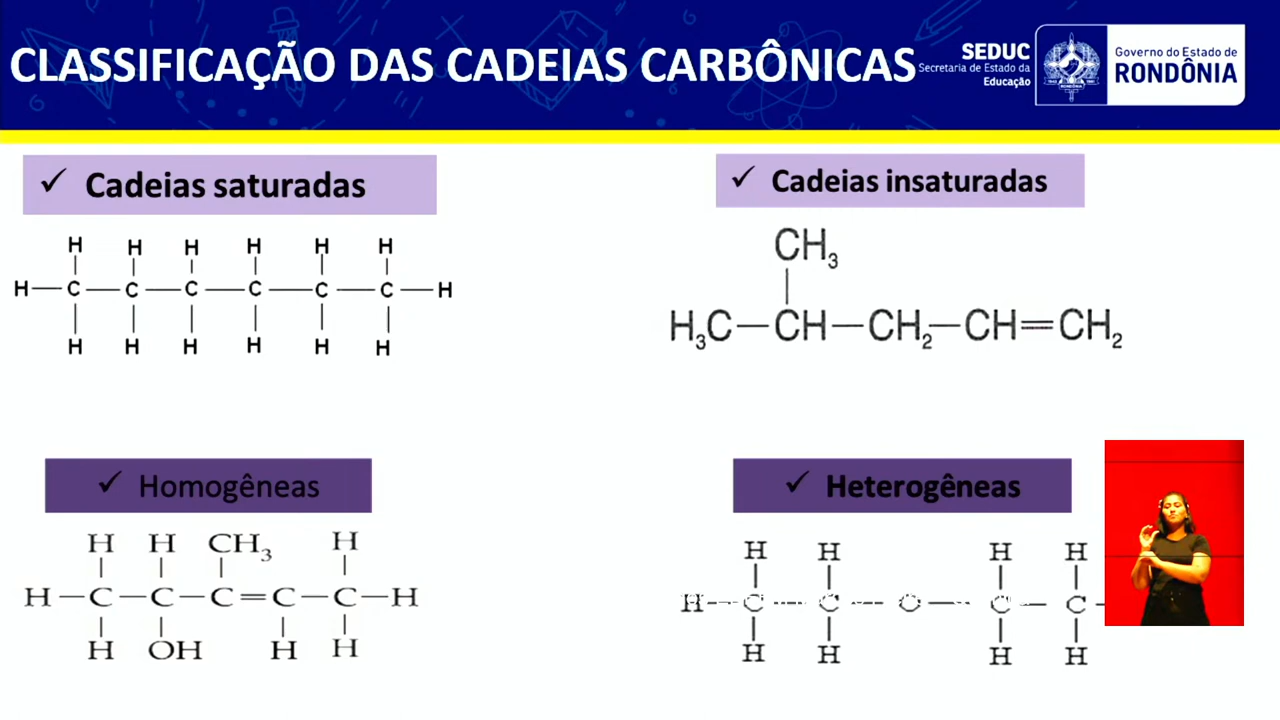 CLASSIFICAÇÃO DAS CADEIAS CARBÔNICAS
SEDUC
Secretaria de Estado da
Educação
Governo do Estado de
RONDÔNIA
RONDÔNIA
✓ Cadeias saturadas
✓ Cadeias insaturadas
H H H H H H
H—C—C—C—C—C—C—H
H H H H H H
CH₃
H₃C—CH—CH₂—CH=CH₂
✓ Homogêneas
✓ Heterogêneas
H H CH₃ H
H—C—C—C=C—C—H
H OH H H
H H H H
H—C—C—O—C—C—
H H H H